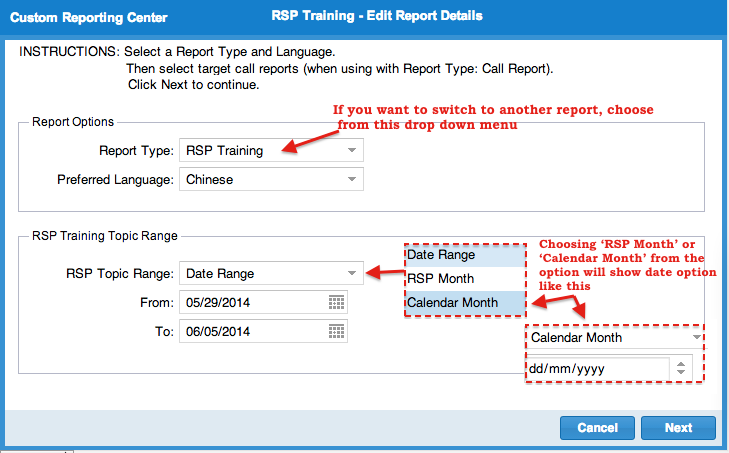 Custom Reporting Center
RSP Training - Edit Report Details
INSTRUCTIONS: Select a Report Type and Language.
Then select target call reports (when using with Report Type: Call Report).
Click Next to continue.
If you want to switch to another report, choose
from this drop down menu
Report Options
Report Type: RSP Training
Preferred Language: Chinese
RSP Training Topic Range
RSP Topic Range: Date Range
From: 05/29/2014
To: 06/05/2014
Date Range
RSP Month
Calendar Month
Choosing ‘RSP Month’ or
‘Calendar Month’ from the
option will show date option
like this
Calendar Month
dd/mm/yyyy
Cancel
Next